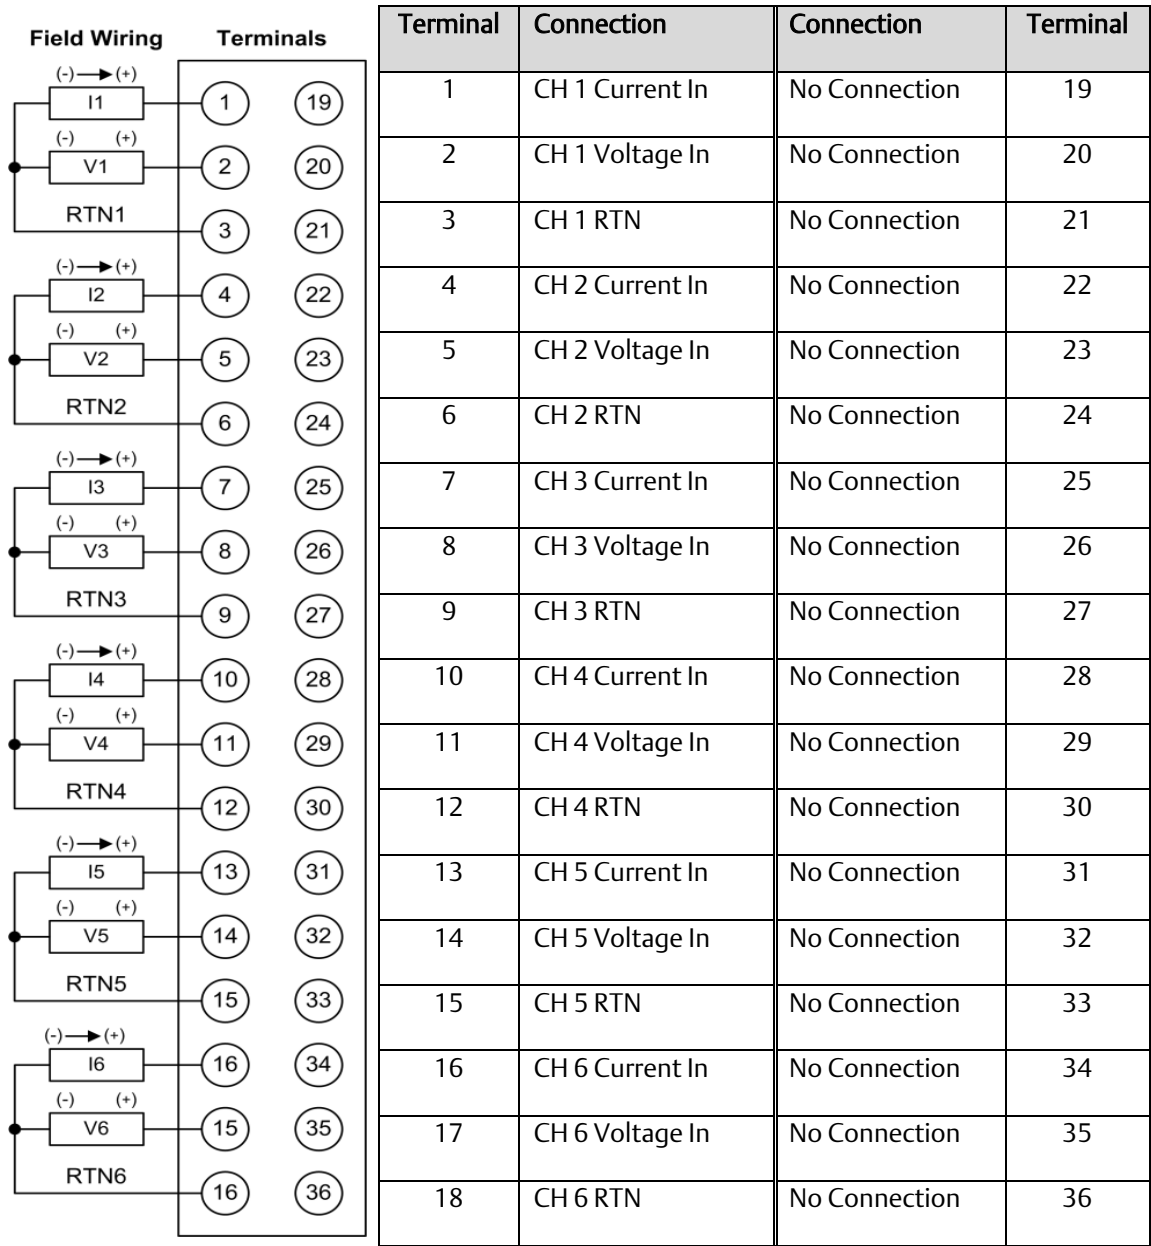 Field Wiring Terminals
(-) (+)
I1 1 19
(-) (+)
V1 2 20
RTN1
3 21
(-) (+)
I2 4 22
(-) (+)
V2 5 23
RTN2
6 24
(-) (+)
I3 7 25
(-) (+)
V3 8 26
RTN3
9 27
(-) (+)
I4 10 28
(-) (+)
V4 11 29
RTN4
12 30
(-) (+)
I5 13 31
(-) (+)
V5 14 32
RTN5
15 33
(-) (+)
I6 16 34
(-) (+)
V6 15 35
RTN6
16 36
Terminal Connection Connection Terminal
1 CH 1 Current In No Connection 19
2 CH 1 Voltage In No Connection 20
3 CH 1 RTN No Connection 21
4 CH 2 Current In No Connection 22
5 CH 2 Voltage In No Connection 23
6 CH 2 RTN No Connection 24
7 CH 3 Current In No Connection 25
8 CH 3 Voltage In No Connection 26
9 CH 3 RTN No Connection 27
10 CH 4 Current In No Connection 28
11 CH 4 Voltage In No Connection 29
12 CH 4 RTN No Connection 30
13 CH 5 Current In No Connection 31
14 CH 5 Voltage In No Connection 32
15 CH 5 RTN No Connection 33
16 CH 6 Current In No Connection 34
17 CH 6 Voltage In No Connection 35
18 CH 6 RTN No Connection 36